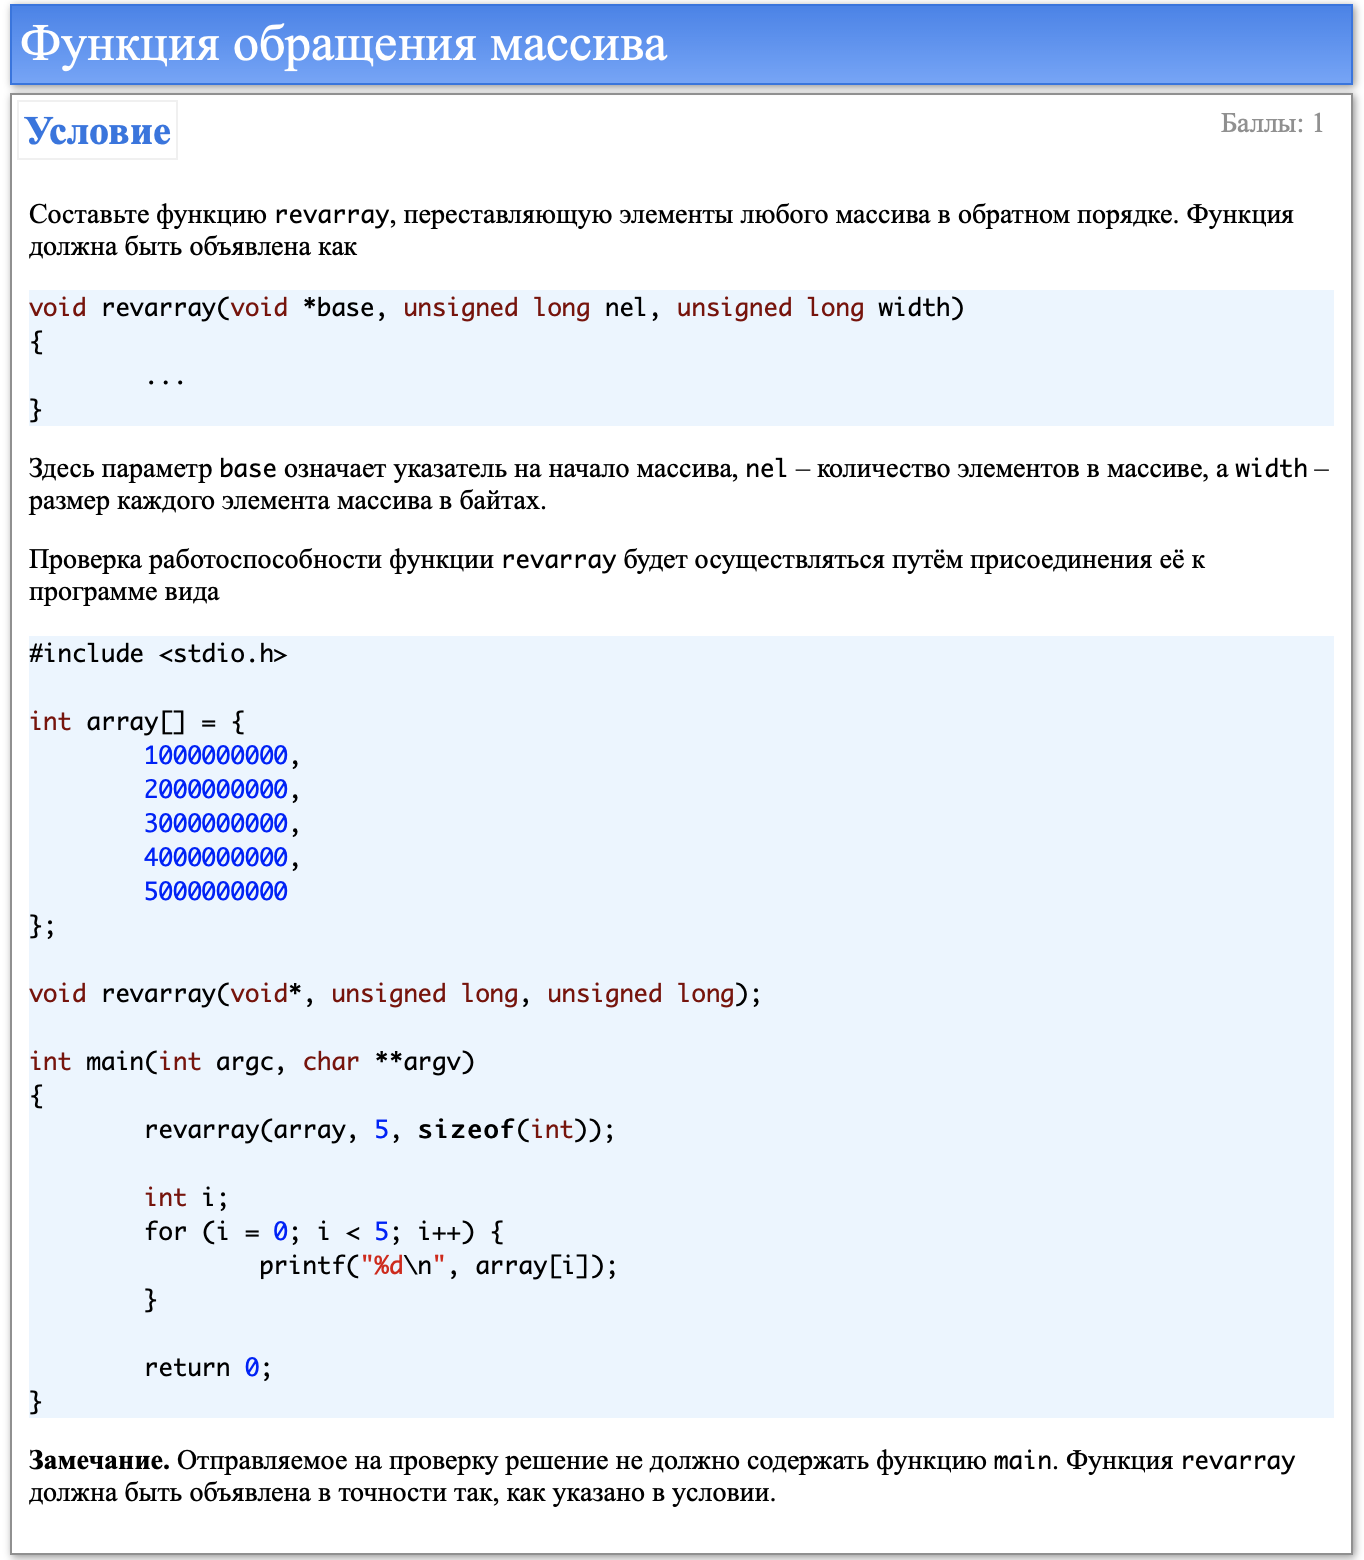 Функция обращения массива
Условие
Баллы: 1
Составьте функцию revarray, переставляющую элементы любого массива в обратном порядке. Функция
должна быть объявлена как
void revarray(void *base, unsigned long nel, unsigned long width)
{
        ...
}
Здесь параметр base означает указатель на начало массива, nel – количество элементов в массиве, а width –
размер каждого элемента массива в байтах.
Проверка работоспособности функции revarray будет осуществляться путём присоединения её к
программе вида
#include <stdio.h>
int array[] = {
        1000000000,
        2000000000,
        3000000000,
        4000000000,
        5000000000
};
void revarray(void*, unsigned long, unsigned long);
int main(int argc, char **argv)
{
        revarray(array, 5, sizeof(int));
        int i;
        for (i = 0; i < 5; i++) {
                printf("%d\n", array[i]);
        }
        return 0;
}
Замечание. Отправляемое на проверку решение не должно содержать функцию main. Функция revarray
должна быть объявлена в точности так, как указано в условии.